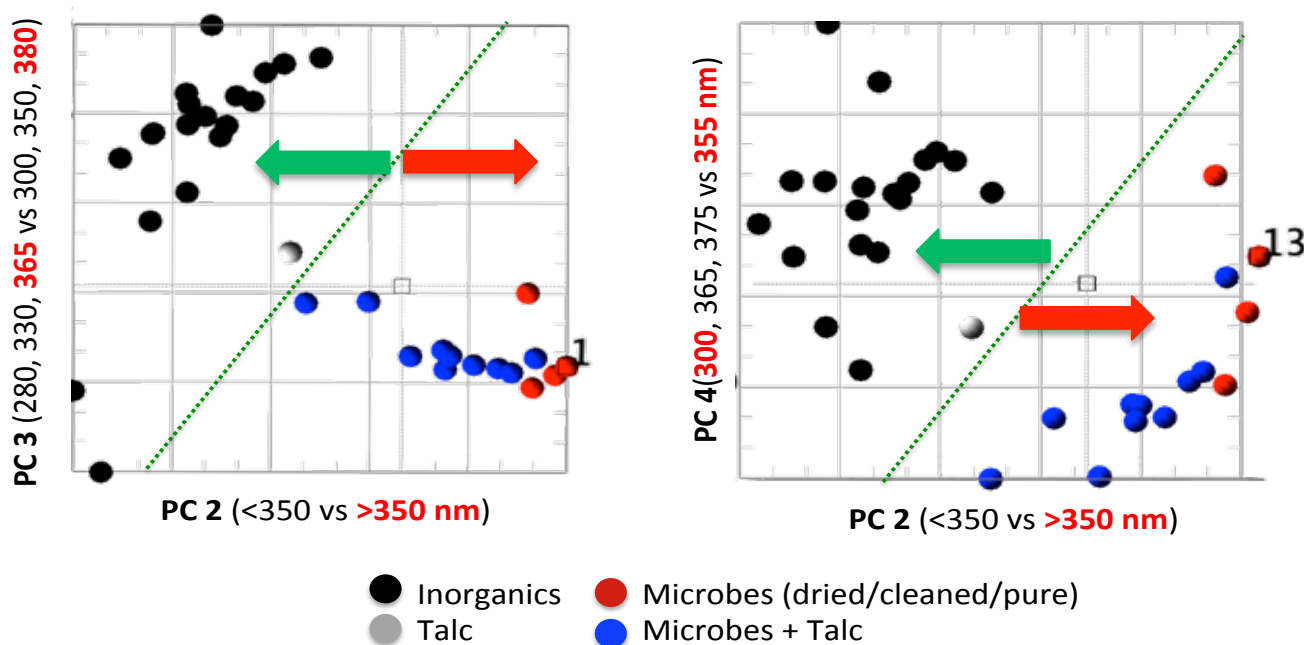 PC 3 (280, 330, 365 vs 300, 350, 380)
1
PC 2 (<350 vs >350 nm)
PC 4(300, 365, 375 vs 355 nm)
13
PC 2 (<350 vs >350 nm)
Inorganics
Microbes (dried/cleaned/pure)
Talc
Microbes + Talc